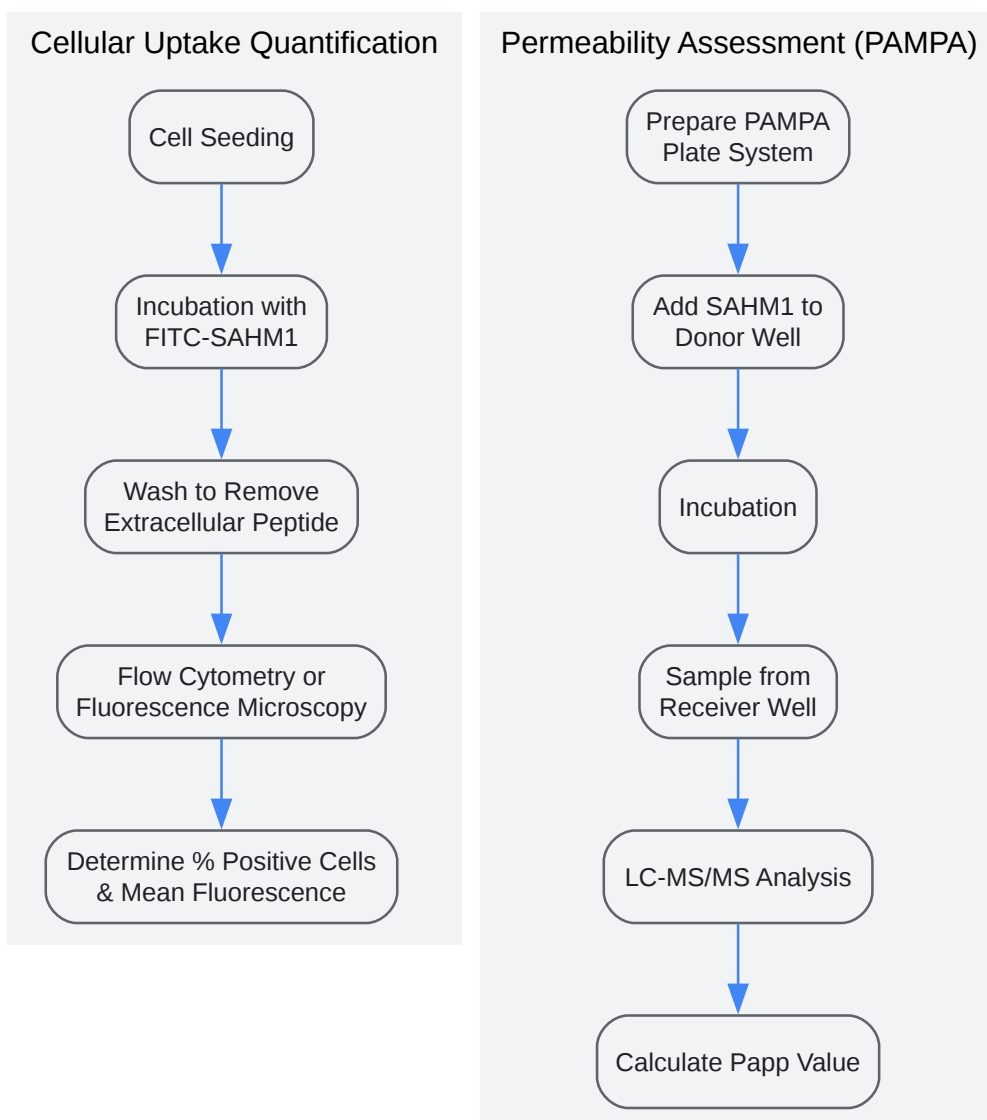 Cellular Uptake Quantification
Cell Seeding
Incubation with
FITC-SAHM1
Wash to Remove
Extracellular Peptide
Flow Cytometry or
Fluorescence Microscopy
Determine % Positive Cells
& Mean Fluorescence
Permeability Assessment (PAMPA)
Prepare PAMPA
Plate System
Add SAHM1 to
Donor Well
Incubation
Sample from
Receiver Well
LC-MS/MS Analysis
Calculate Papp Value